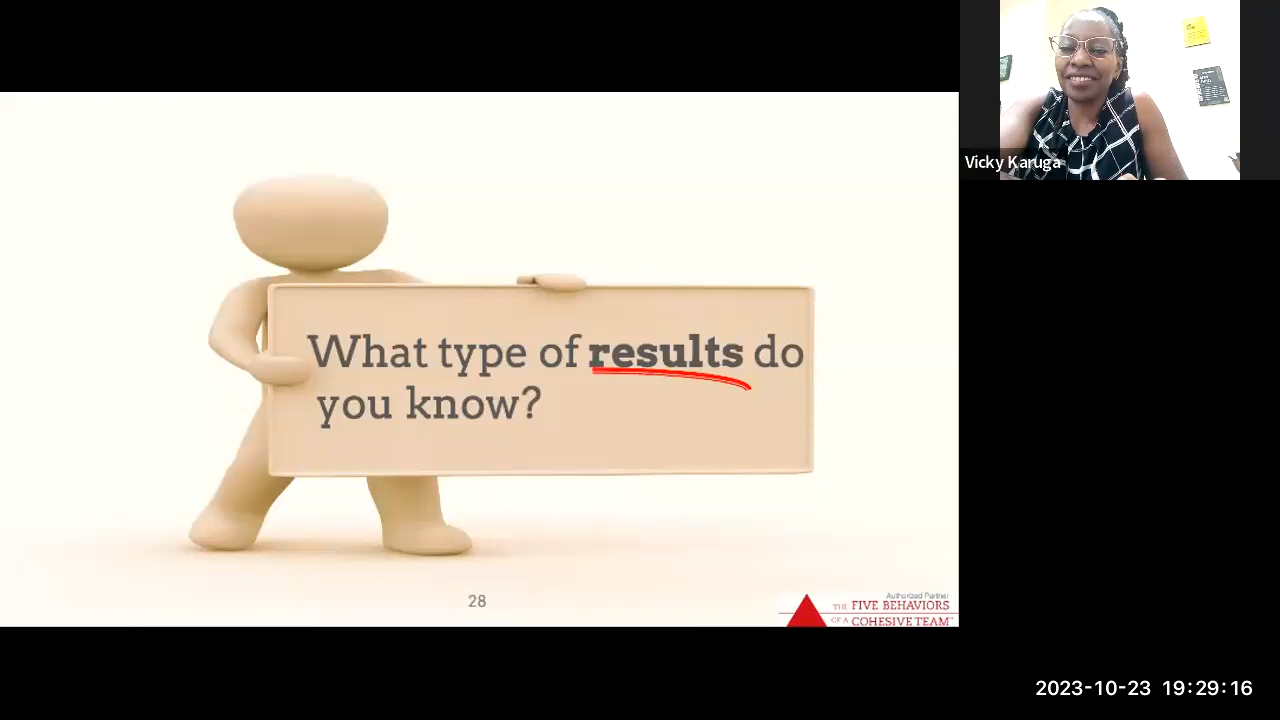 Vicky Karuga
What type of results do
you know?
28
Authorized Partner
THE FIVE BEHAVIORS
OF A COHESIVE TEAM™
2023-10-23 19:29:16